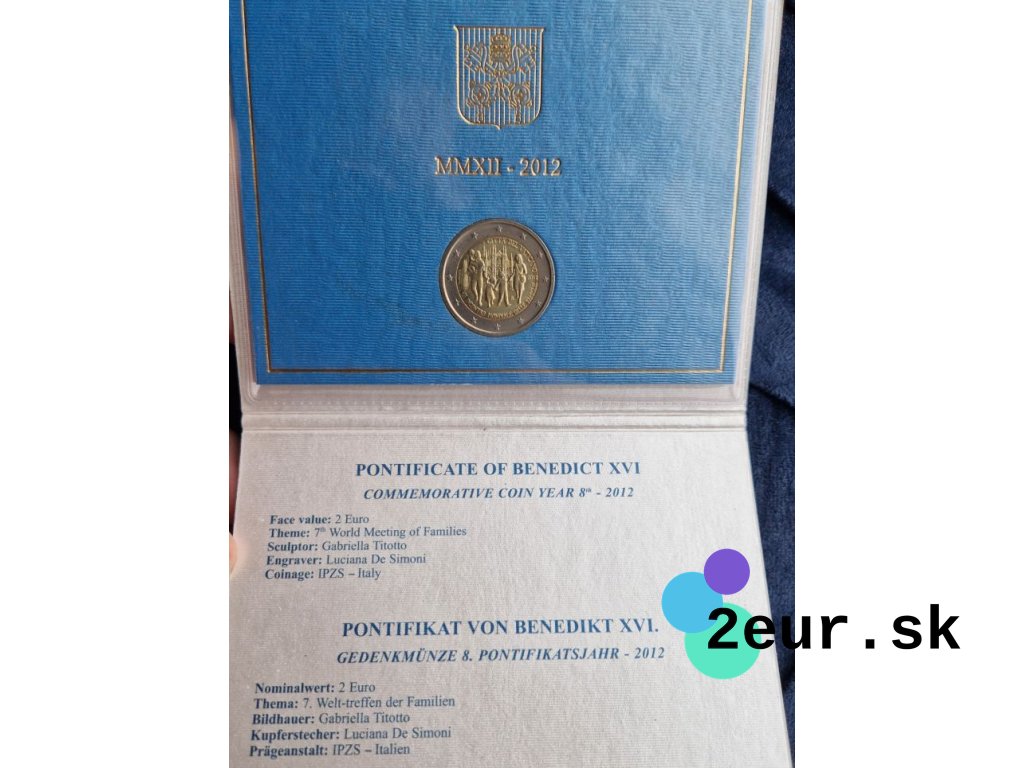 MMXII - 2012
PONTIFICATE OF BENEDICT XVI
COMMEMORATIVE COIN YEAR 8th - 2012
Face value: 2 Euro
Theme: 7th World Meeting of Families
Sculptor: Gabriella Titotto
Engraver: Luciana De Simoni
Coinage: IPZS – Italy
2eur.sk
PONTIFIKAT VON BENEDIKT XVI.
GEDENKMÜNZE 8. PONTIFIKATSJAHR - 2012
Nominalwert: 2 Euro
Thema: 7. Welt-treffen der Familien
Bildhauer: Gabriella Titotto
Kupferstecher: Luciana De Simoni
Prägeanstalt: IPZS – Italien